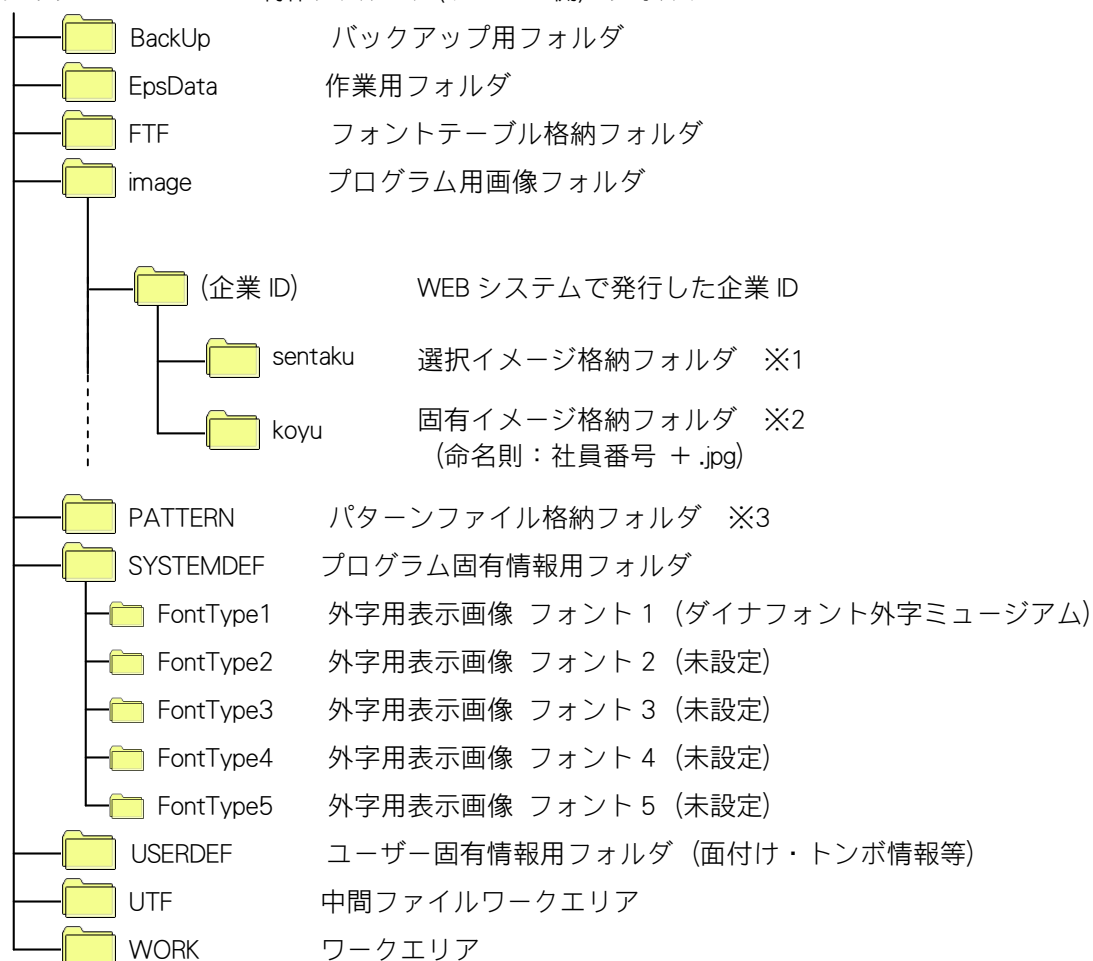 BackUp バックアップ用フォルダ
EpsData 作業用フォルダ
FTF フォントテーブル格納フォルダ
image プログラム用画像フォルダ
(企業 ID) WEB システムで発行した企業 ID
sentaku 選択イメージ格納フォルダ ※1
koyu 固有イメージ格納フォルダ ※2
(命名則：社員番号 + .jpg)
PATTERN パターンファイル格納フォルダ ※3
SYSTEMDEF プログラム固有情報用フォルダ
FontType1 外字用表示画像 フォント 1 (ダイナフォント外字ミュージアム)
FontType2 外字用表示画像 フォント 2 (未設定)
FontType3 外字用表示画像 フォント 3 (未設定)
FontType4 外字用表示画像 フォント 4 (未設定)
FontType5 外字用表示画像 フォント 5 (未設定)
USERDEF ユーザー固有情報用フォルダ (面付け・トンボ情報等)
UTF 中間ファイルワークエリア
WORK ワークエリア